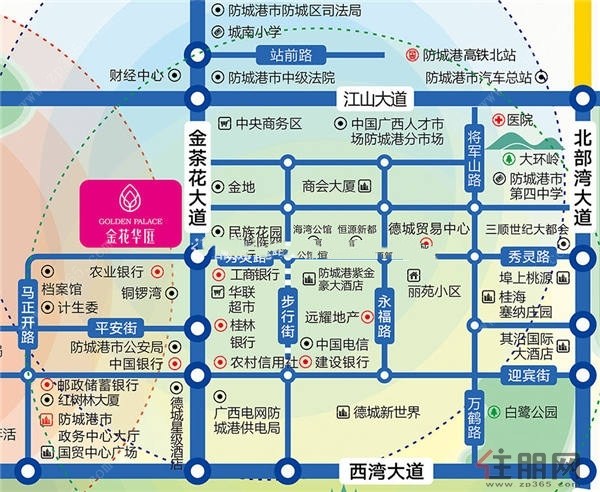 防城港市防城区司法局
城南小学
站前路
防城港高铁北站
财经中心
防城港市中级法院
防城港市汽车总站
江山大道
金茶花大道
中央商务区
中国广西人才市
场防城港分市场
将军山路
医院
北部湾大道
大环岭
金地
商会大厦
防城港市
第四中学
GOLDEN PALACE
金花华庭
民族花园
海湾公馆
恒源新都
德城贸易中心
三顺世纪大都会
秀灵路
农业银行
工商银行
防城港紫金
豪大酒店
丽苑小区
埠上桃源
档案馆
计生委
铜锣湾
华联
超市
桂海
塞纳庄园
马正开路
平安街
桂林
银行
步行街
远耀地产
永福路
防城港市公安局
中国电信
其沼国际
大酒店
中国银行
农村信用社
建设银行
迎宾街
邮政储蓄银行
红树林大厦
德城星级酒店
广西电网防
城港供电局
德城新世界
万鹤路
白鹭公园
防城港市
政务中心大厅
活
国贸中心广场
西湾大道
住朋网
www.zp365.com